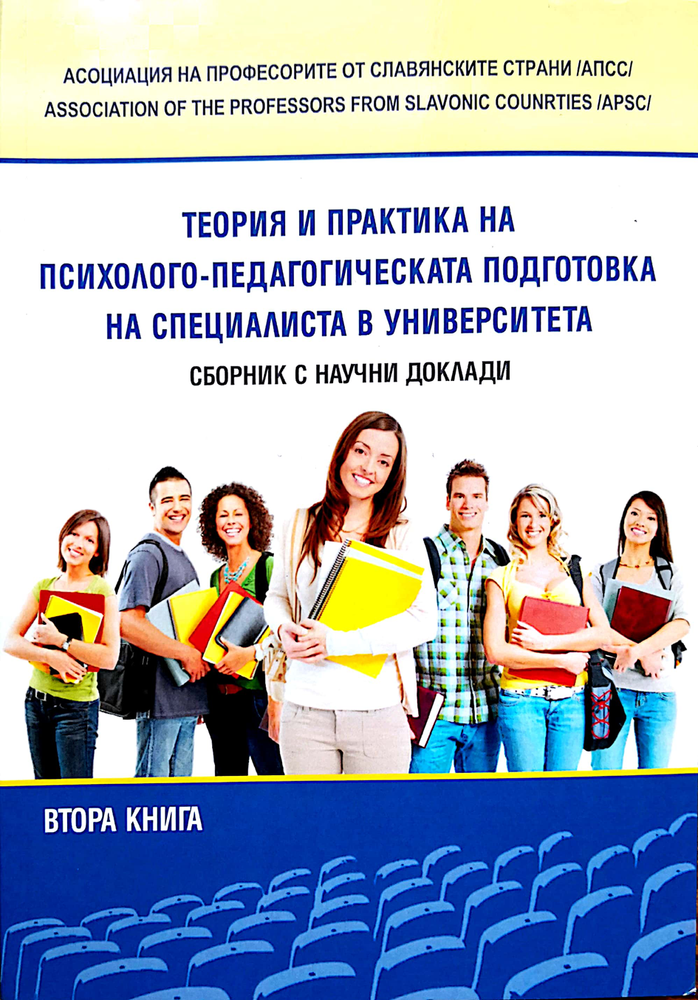 АСОЦИАЦИЯ НА ПРОФЕСОРИТЕ ОТ СЛАВЯНСКИТЕ СТРАНИ /АПСС/
ASSOCIATION OF THE PROFESSORS FROM SLAVONIC COUNRTIES /APSC/
ТЕОРИЯ И ПРАКТИКА НА
ПСИХОЛОГО-ПЕДАГОГИЧЕСКАТА ПОДГОТОВКА
НА СПЕЦИАЛИСТА В УНИВЕРСИТЕТА
СБОРНИК С НАУЧНИ ДОКЛАДИ
ВТОРА КНИГА